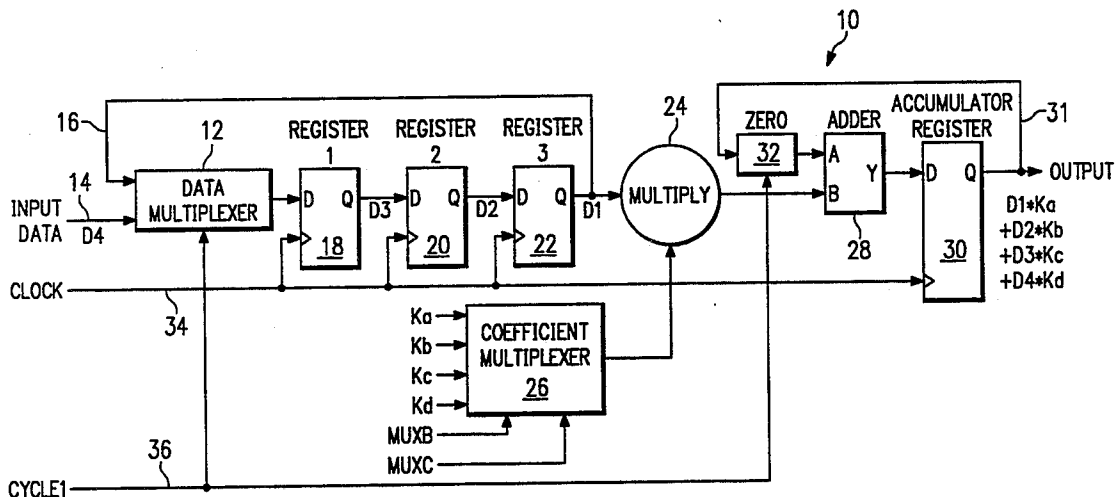 10
16
12
REGISTER
1
REGISTER
2
REGISTER
3
24
ZERO
ADDER
ACCUMULATOR
REGISTER
31
DATA
MULTIPLEXER
INPUT
DATA
14
D4
D Q
18
D3
D Q
20
D2
D Q
22
D1
MULTIPLY
32
A
B
Y
28
D Q
30
OUTPUT
D1*Ka
+D2*Kb
+D3*Kc
+D4*Kd
CLOCK
34
Ka
Kb
Kc
Kd
COEFFICIENT
MULTIPLEXER
26
MUXB
MUXC
CYCLE1
36